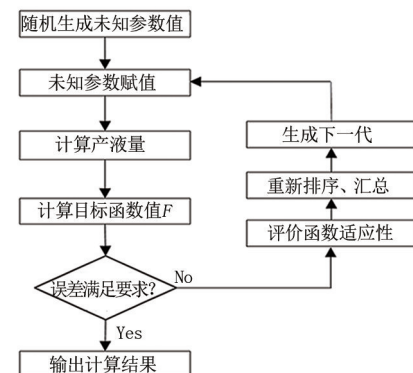 随机生成未知参数值
未知参数赋值
计算产液量
计算目标函数值F
误差满足要求?
No
Yes
输出计算结果
生成下一代
重新排序、汇总
评价函数适应性